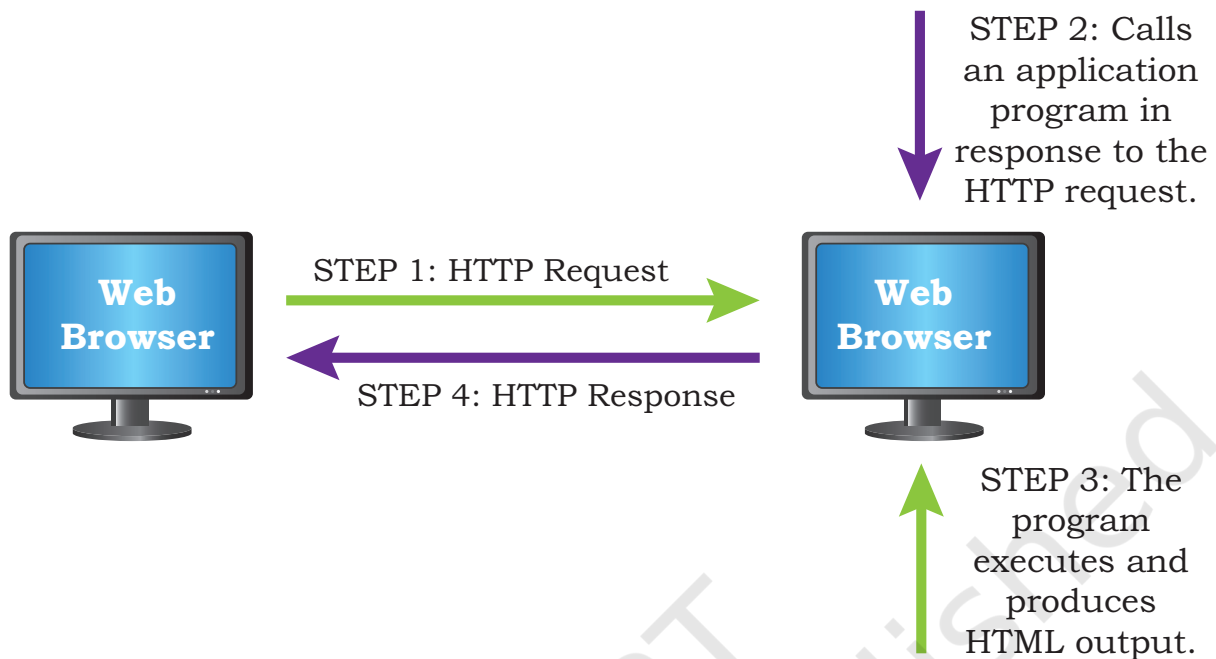 STEP 2: Calls
an application
program in
response to the
HTTP request.
Web
Browser
STEP 1: HTTP Request
STEP 4: HTTP Response
Web
Browser
STEP 3: The
program
executes and
produces
HTML output.